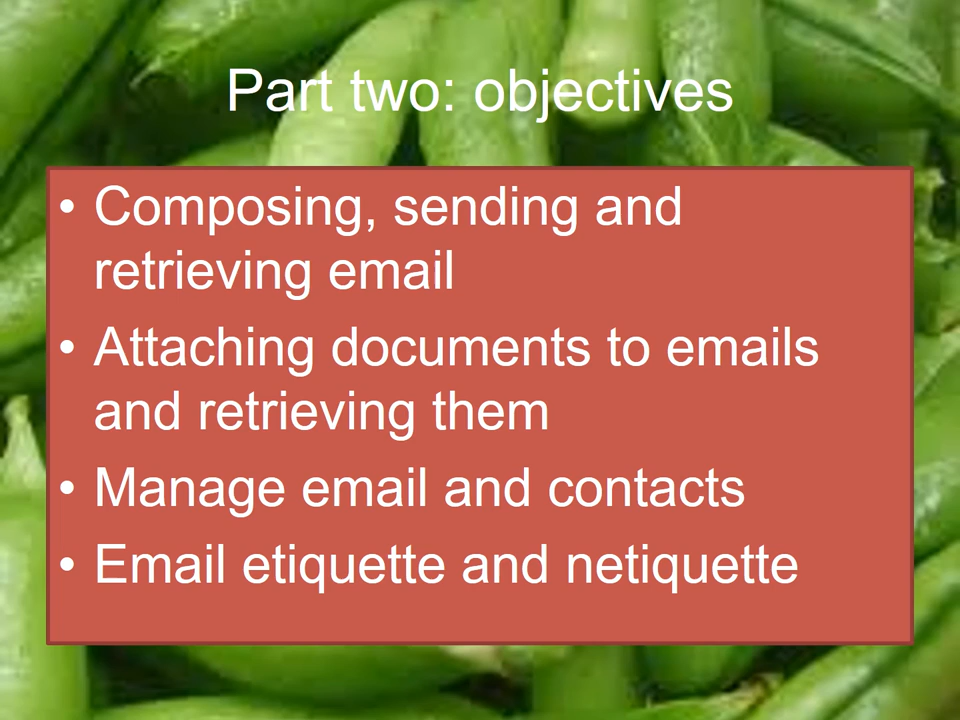 Part two: objectives
• Composing, sending and
retrieving email
• Attaching documents to emails
and retrieving them
• Manage email and contacts
• Email etiquette and netiquette